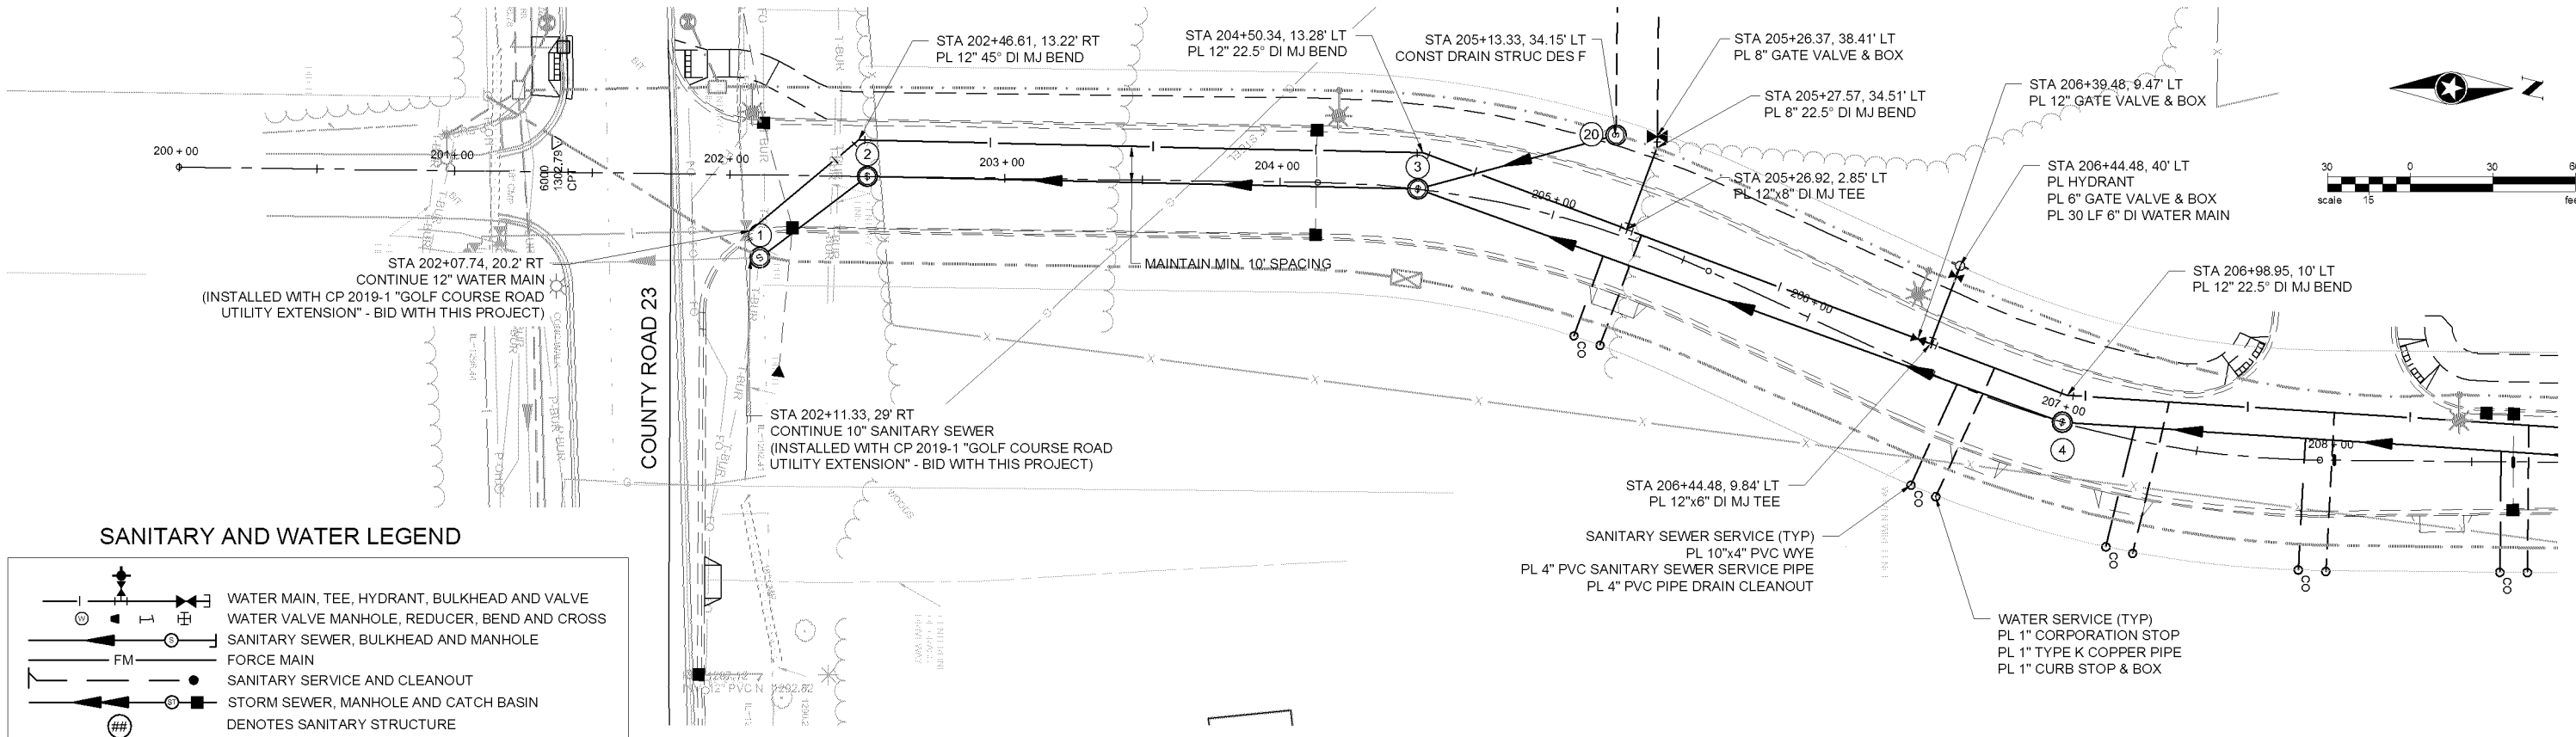 STA 202+46.61, 13.22' RT
PL 12" 45° DI MJ BEND
STA 204+50.34, 13.28' LT
PL 12" 22.5° DI MJ BEND
STA 205+13.33, 34.15' LT
CONST DRAIN STRUC DES F
STA 205+26.37, 38.41' LT
PL 8" GATE VALVE & BOX
STA 205+27.57, 34.51' LT
PL 8" 22.5° DI MJ BEND
STA 206+39.48, 9.47' LT
PL 12" GATE VALVE & BOX
N
STA 206+44.48, 40' LT
PL HYDRANT
PL 6" GATE VALVE & BOX
PL 30 LF 6" DI WATER MAIN
30 0 30
scale 15
STA 205+26.92, 2.85' LT
PL 12"x8" DI MJ TEE
200 + 00
201 + 00
202 + 00
203 + 00
204 + 00
205 + 00
206 + 00
207 + 00
208 + 00
6000
1302.79
CPT
1
2
3
20
4
STA 202+07.74, 20.2' RT
CONTINUE 12" WATER MAIN
(INSTALLED WITH CP 2019-1 "GOLF COURSE ROAD
UTILITY EXTENSION" - BID WITH THIS PROJECT)
MAINTAIN MIN. 10' SPACING
STA 206+98.95, 10' LT
PL 12" 22.5° DI MJ BEND
COUNTY ROAD 23
STA 202+11.33, 29' RT
CONTINUE 10" SANITARY SEWER
(INSTALLED WITH CP 2019-1 "GOLF COURSE ROAD
UTILITY EXTENSION" - BID WITH THIS PROJECT)
WOODS
STA 206+44.48, 9.84' LT
PL 12"x6" DI MJ TEE
SANITARY SEWER SERVICE (TYP)
PL 10"x4" PVC WYE
PL 4" PVC SANITARY SEWER SERVICE PIPE
PL 4" PVC PIPE DRAIN CLEANOUT
CO
CO
CO
CO
CO
WATER SERVICE (TYP)
PL 1" CORPORATION STOP
PL 1" TYPE K COPPER PIPE
PL 1" CURB STOP & BOX
SANITARY AND WATER LEGEND
WATER MAIN, TEE, HYDRANT, BULKHEAD AND VALVE
WATER VALVE MANHOLE, REDUCER, BEND AND CROSS
SANITARY SEWER, BULKHEAD AND MANHOLE
FM FORCE MAIN
SANITARY SERVICE AND CLEANOUT
STORM SEWER, MANHOLE AND CATCH BASIN
## DENOTES SANITARY STRUCTURE